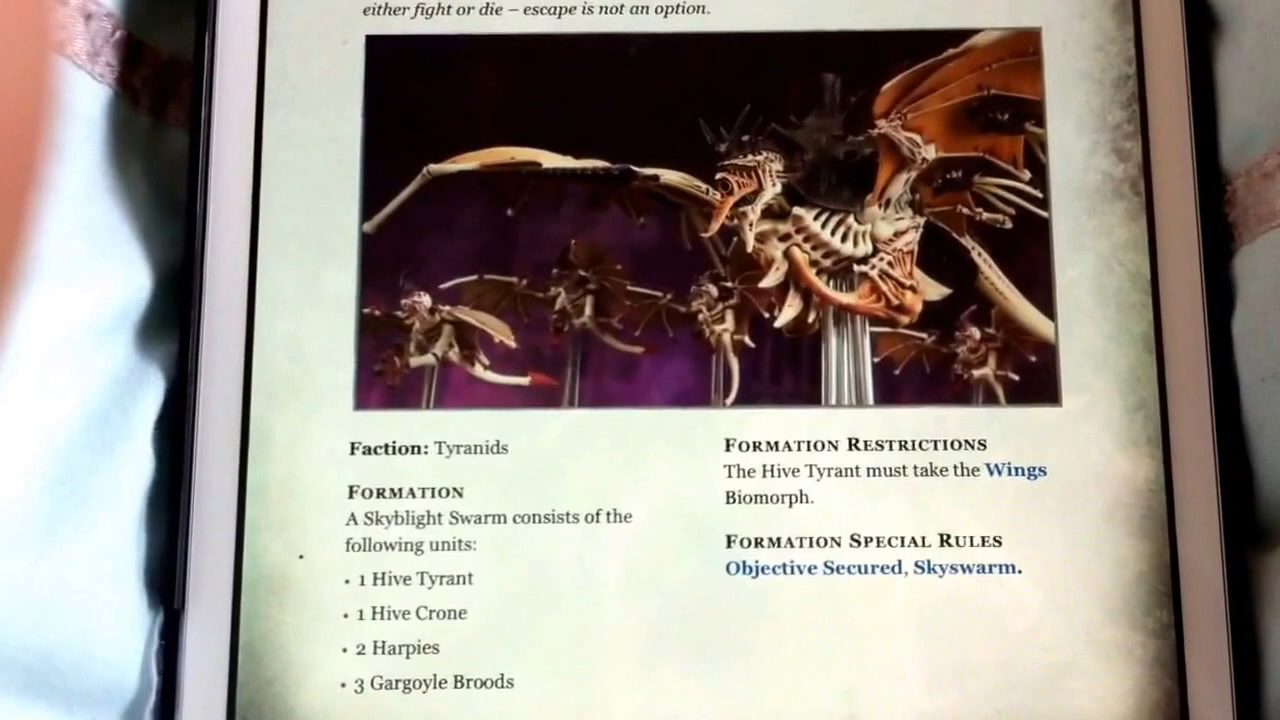 either fight or die – escape is not an option.
Faction: Tyranids
FORMATION
A Skyblight Swarm consists of the
following units:
• 1 Hive Tyrant
• 1 Hive Crone
• 2 Harpies
• 3 Gargoyle Broods
FORMATION RESTRICTIONS
The Hive Tyrant must take the Wings
Biomorph.
FORMATION SPECIAL RULES
Objective Secured, Skyswarm.